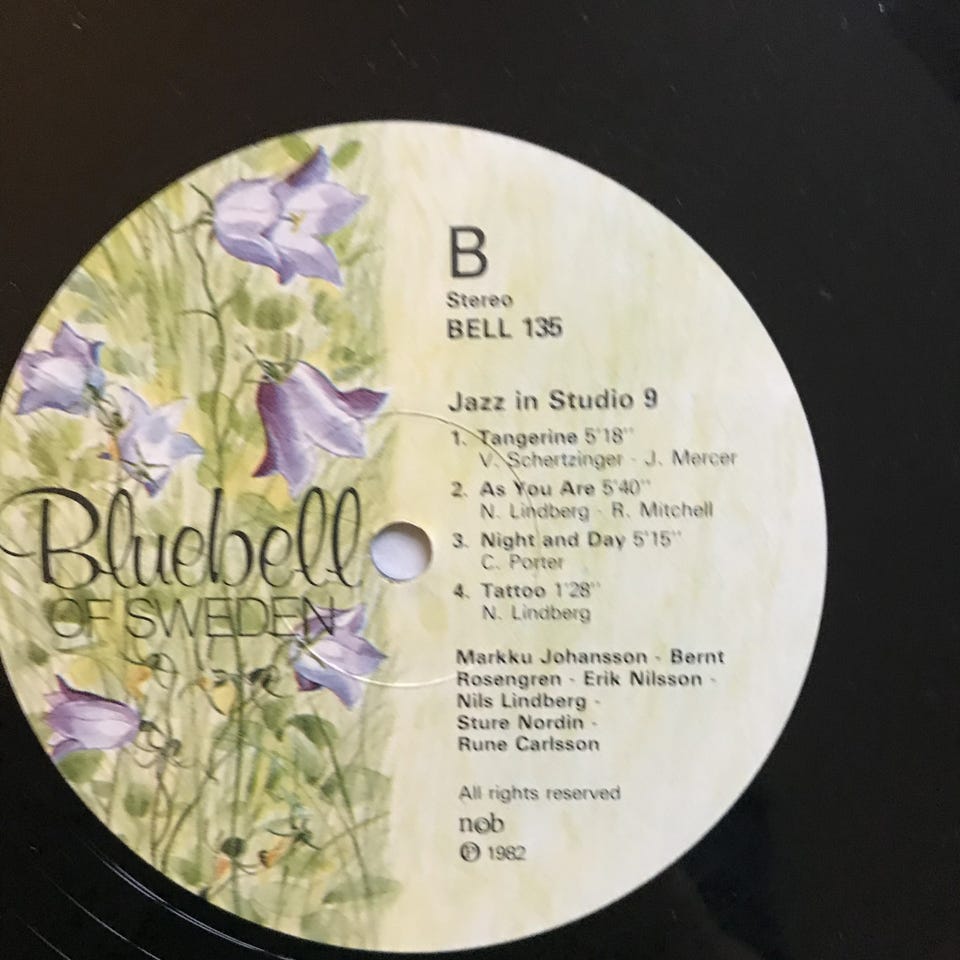 B
Stereo
BELL 135
Jazz in Studio 9
1. Tangerine 5'18''
V. Schertzinger - J. Mercer
2. As You Are 5'40''
N. Lindberg - R. Mitchell
3. Night and Day 5'15''
C. Porter
4. Tattoo 1'28''
N. Lindberg
Bluebell
OF SWEDEN
Markku Johansson - Bernt
Rosengren - Erik Nilsson -
Nils Lindberg -
Sture Nordin -
Rune Carlsson
All rights reserved
ncb
℗ 1982